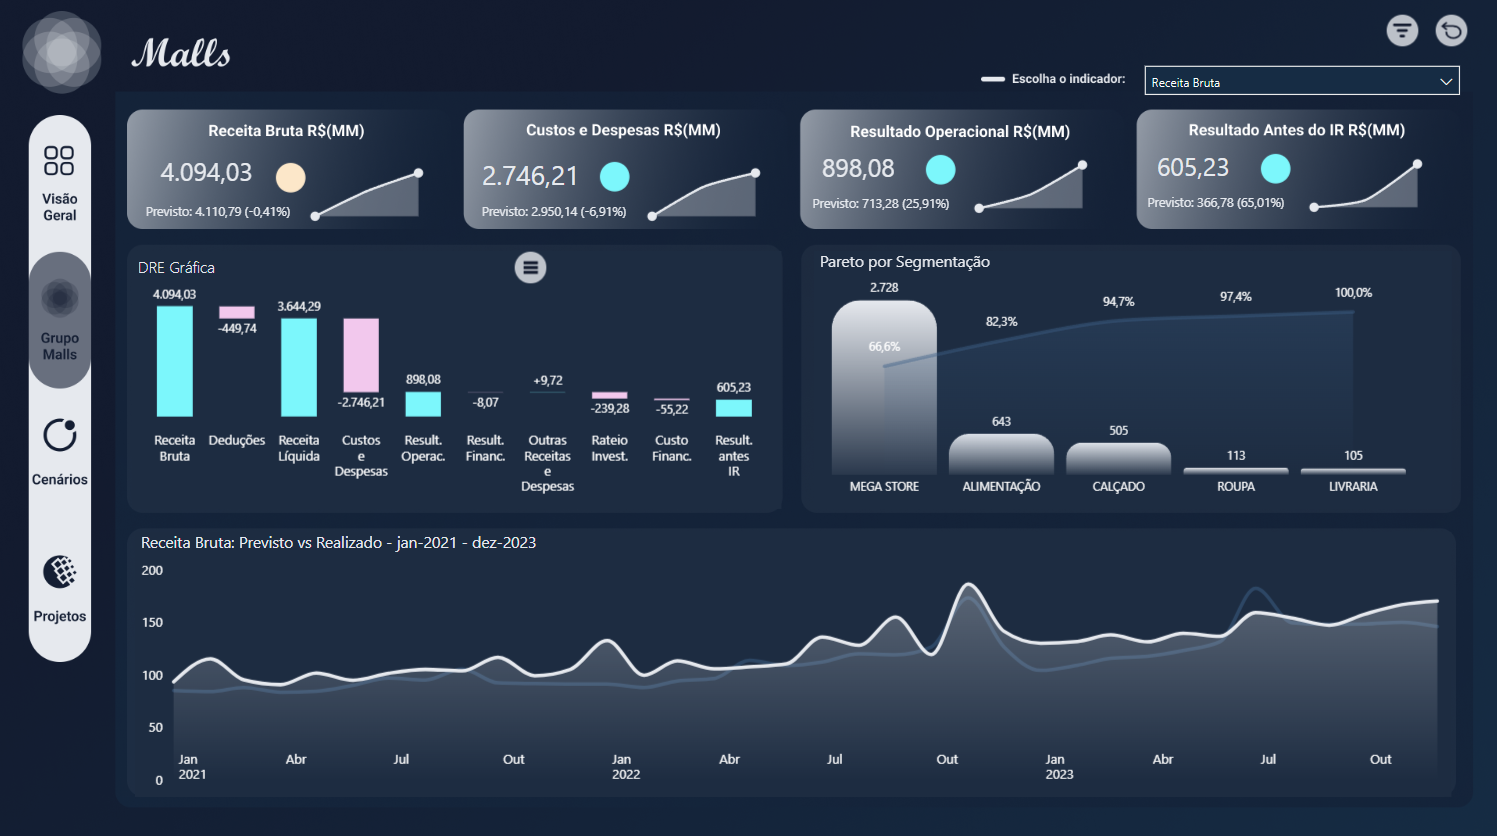 Malls
Escolha o indicador:
Receita Bruta
Receita Bruta R$(MM)
4.094,03
Previsto: 4.110,79 (-0,41%)
Custos e Despesas R$(MM)
2.746,21
Previsto: 2.950,14 (-6,91%)
Resultado Operacional R$(MM)
898,08
Previsto: 713,28 (25,91%)
Resultado Antes do IR R$(MM)
605,23
Previsto: 366,78 (65,01%)
Visão
Geral
Grupo
Malls
Cenários
Projetos
DRE Gráfica
4.094,03
-449,74
3.644,29
-2.746,21
898,08
-8,07
+9,72
-239,28
-55,22
605,23
Receita
Bruta
Deduções
Receita
Líquida
Custos
e
Despesas
Result.
Operac.
Result.
Financ.
Outras
Receitas
e
Despesas
Rateio
Invest.
Custo
Financ.
Result.
antes
IR
Pareto por Segmentação
2.728
66,6%
82,3%
94,7%
97,4%
100,0%
643
505
113
105
MEGA STORE
ALIMENTAÇÃO
CALÇADO
ROUPA
LIVRARIA
Receita Bruta: Previsto vs Realizado - jan-2021 - dez-2023
200
150
100
50
0
Jan
2021
Abr
Jul
Out
Jan
2022
Abr
Jul
Out
Jan
2023
Abr
Jul
Out